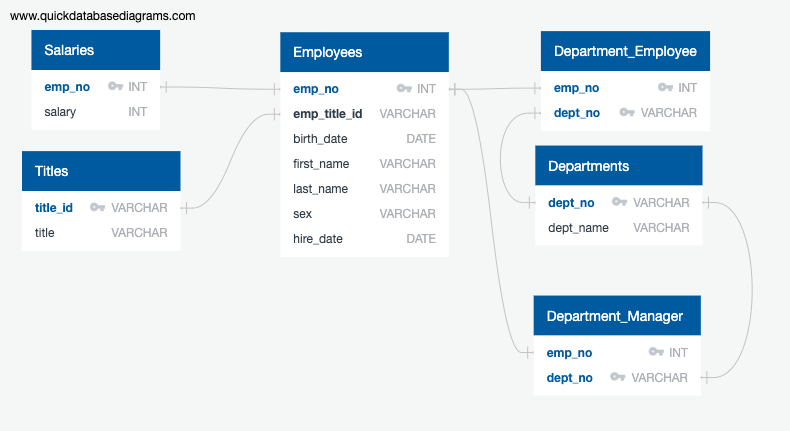 www.quickdatabasediagrams.com
Salaries
emp_no INT
salary INT
Titles
title_id VARCHAR
title VARCHAR
Employees
emp_no INT
emp_title_id VARCHAR
birth_date DATE
first_name VARCHAR
last_name VARCHAR
sex VARCHAR
hire_date DATE
Department_Employee
emp_no INT
dept_no VARCHAR
Departments
dept_no VARCHAR
dept_name VARCHAR
Department_Manager
emp_no INT
dept_no VARCHAR